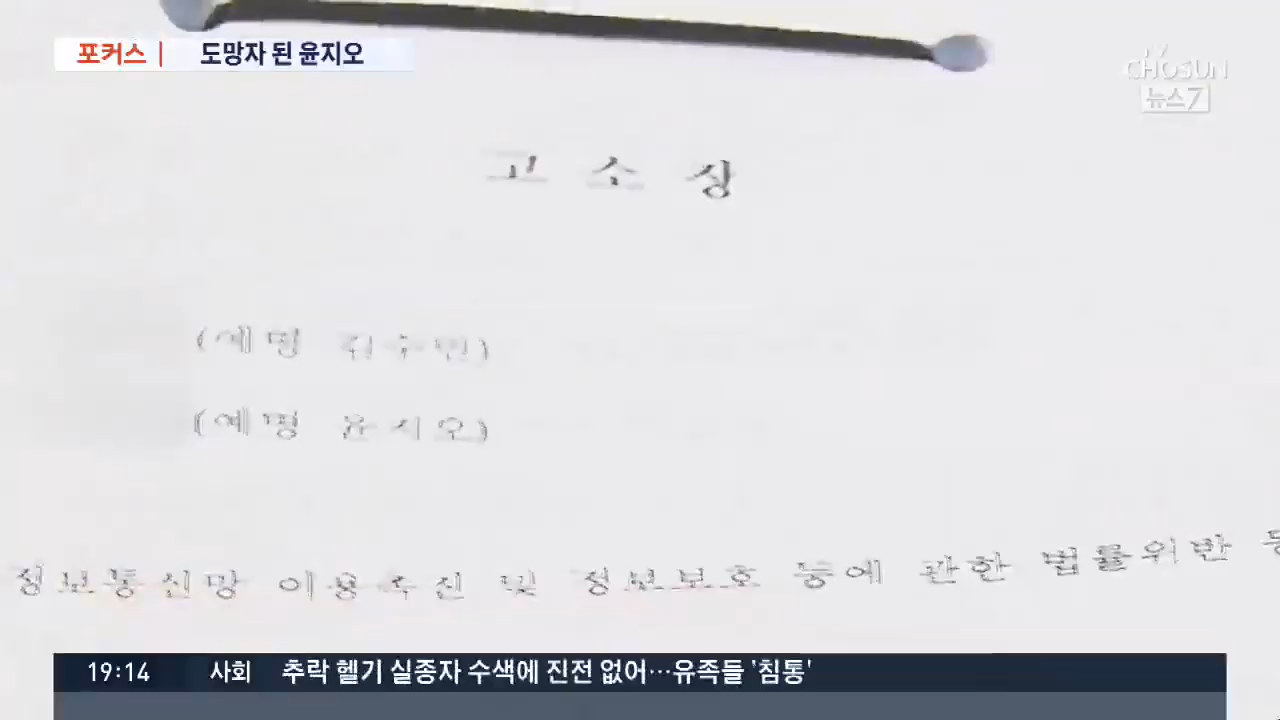 포커스 | 도망자 된 윤지오
TV
CHOSUN
뉴스7
고 소 장
(예명 김수민)
(예명 윤지오)
정보통신망 이용촉진 및 정보보호 등에 관한 법률위반 등
19:14 사회 추락 헬기 실종자 수색에 진전 없어…유족들 '침통'